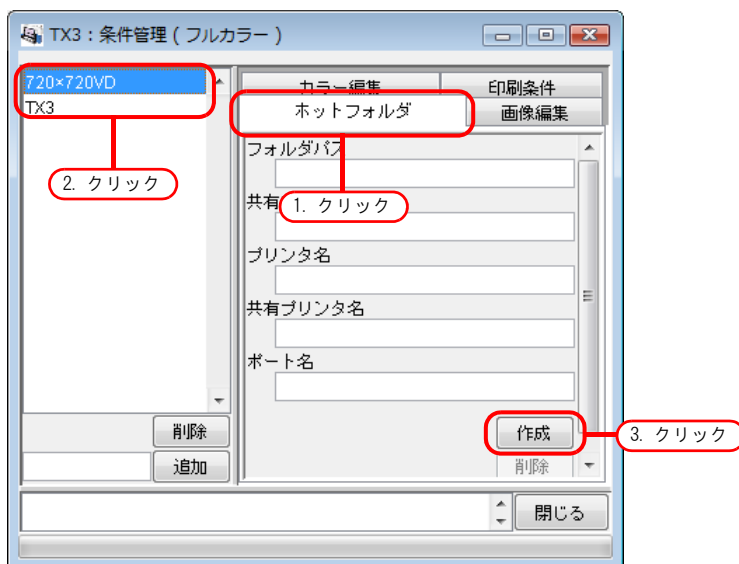 TX3：条件管理 ( フルカラー )
720×720VD
TX3
カラー編集
印刷条件
ホットフォルダ
画像編集
フォルダパス
2. クリック
共有
1. クリック
プリンタ名
共有プリンタ名
ポート名
削除
作成
3. クリック
追加
削除
閉じる